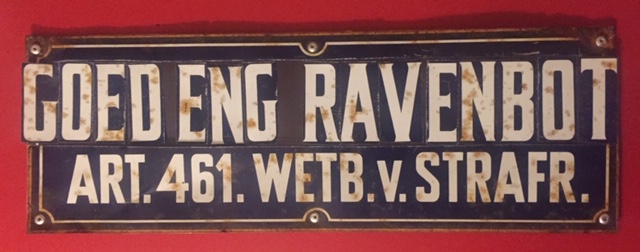 GOED ENG RAVENBOT
ART. 461. WETB. v. STRAFR.